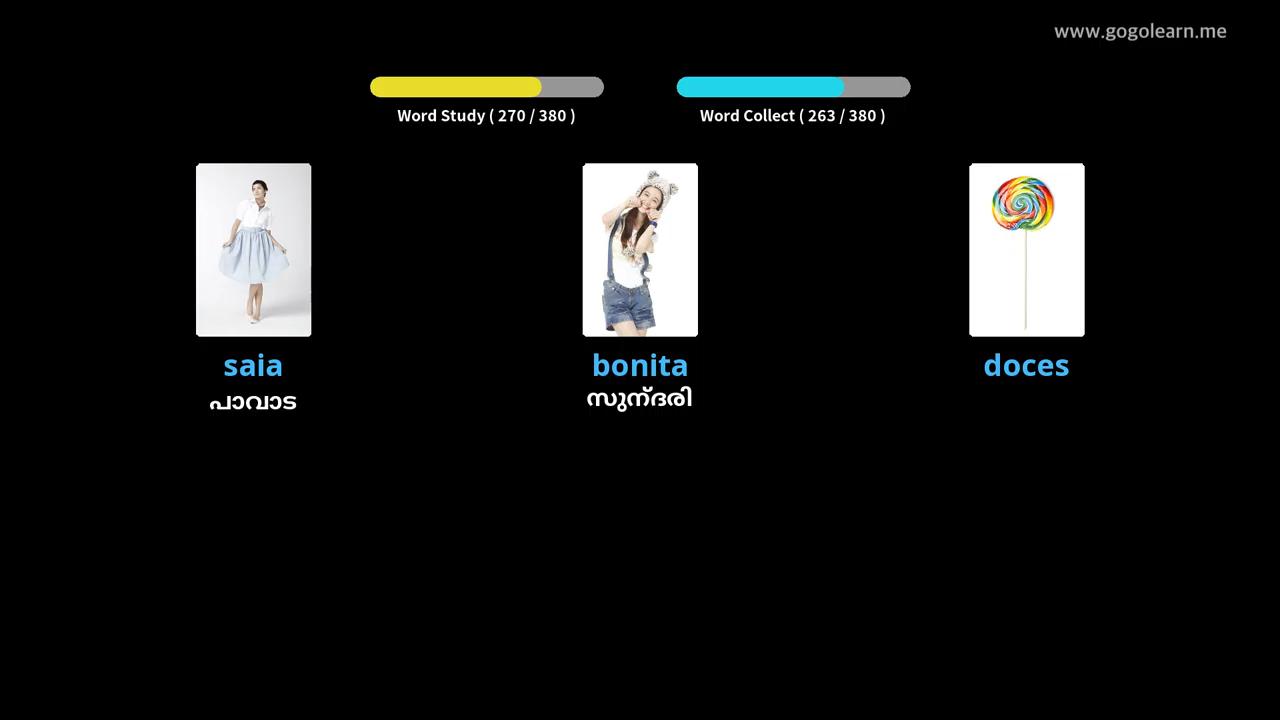 www.gogolearn.me
Word Study ( 270 / 380 )
Word Collect ( 263 / 380 )
saia
bonita
doces
പാവാട
സുന്ദരി